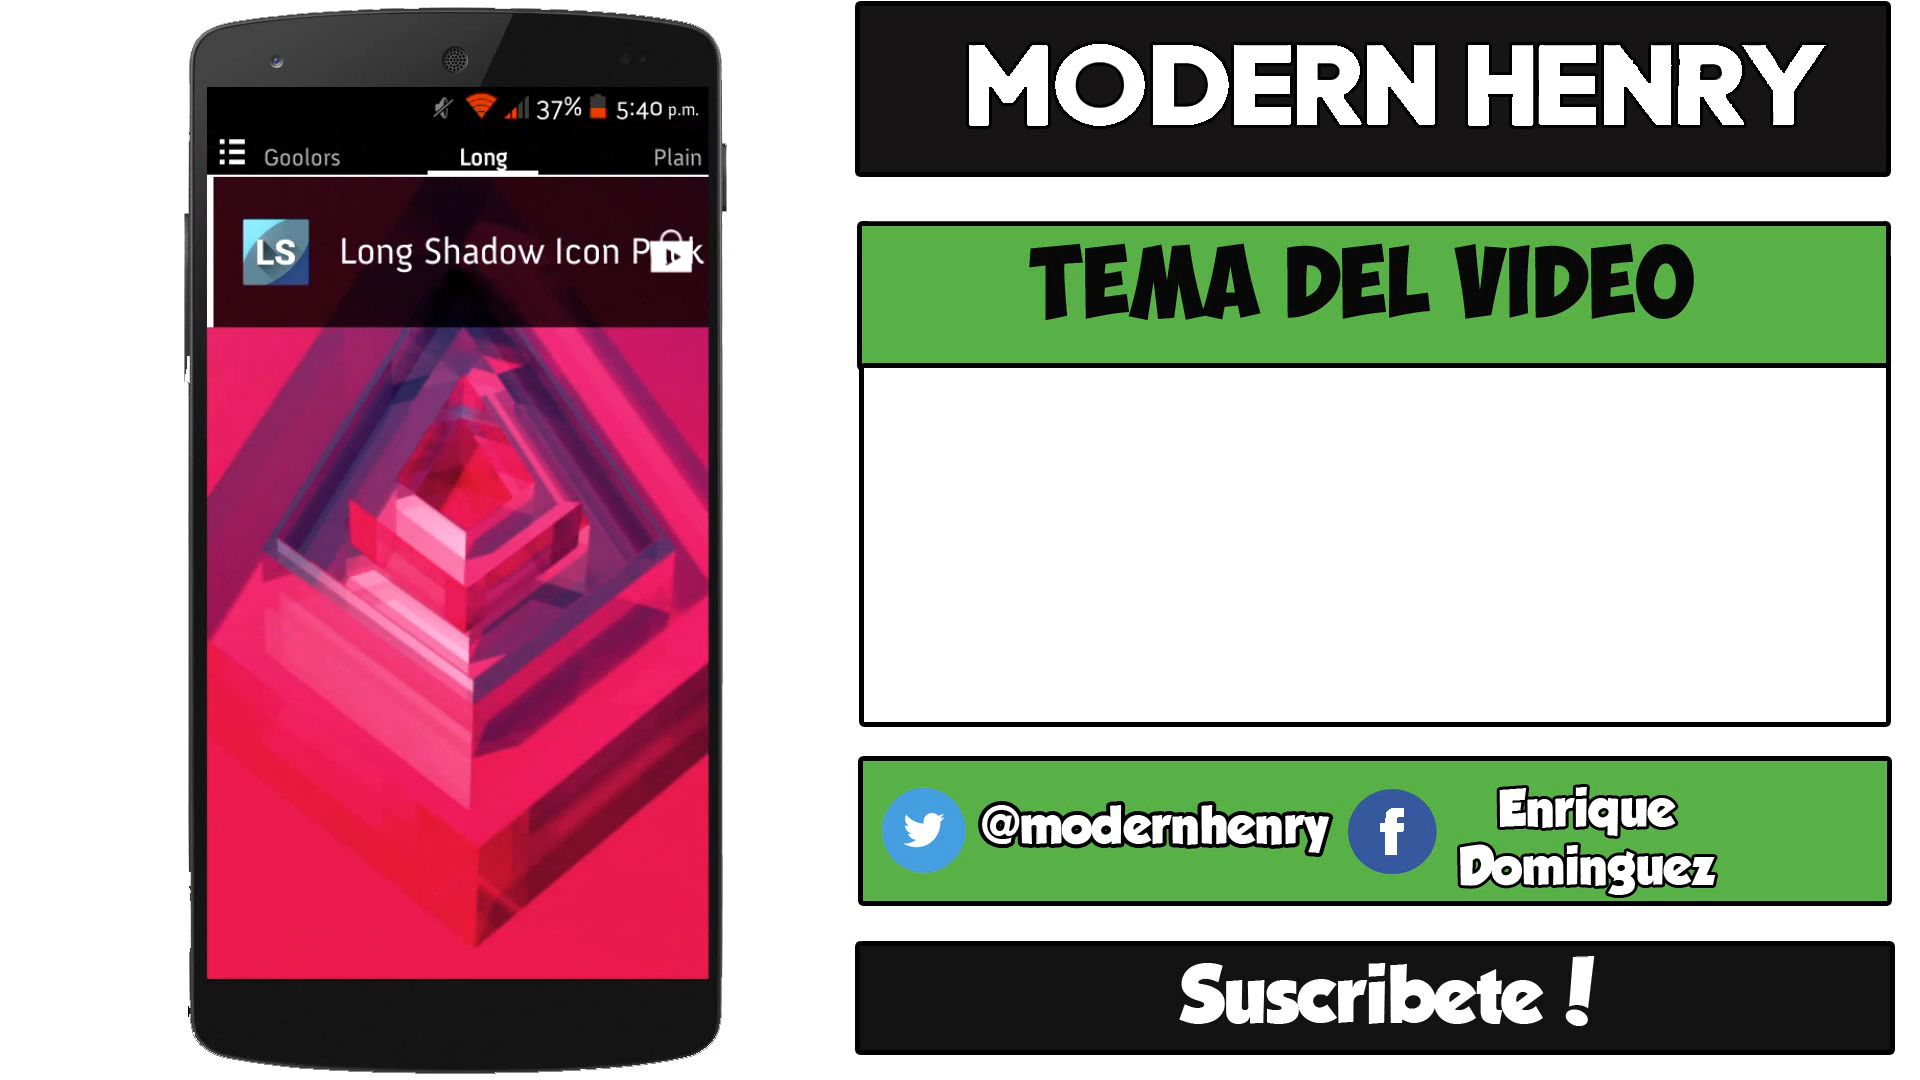 37% 5:40 p.m.
Goolors Long Plain
LS Long Shadow Icon
MODERN HENRY
TEMA DEL VIDEO
@modernhenry
f
Enrique
Dominguez
Suscribete!